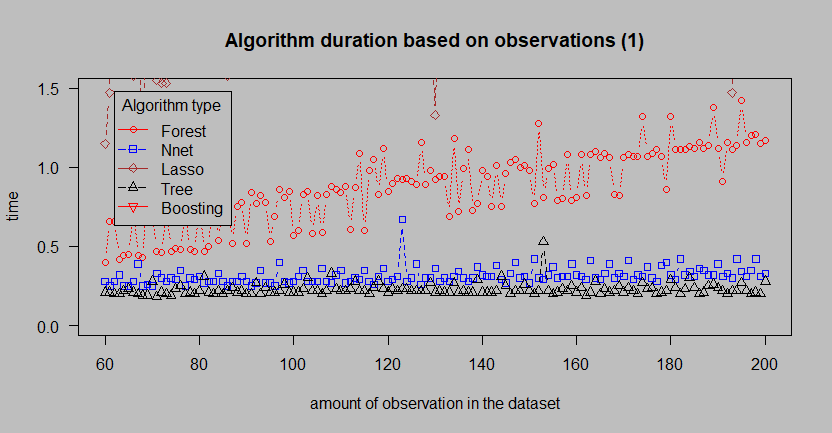 Algorithm duration based on observations (1)
time
1.5
1.0
0.5
0.0
Algorithm type
Forest
Nnet
Lasso
Tree
Boosting
60 80 100 120 140 160 180 200
amount of observation in the dataset